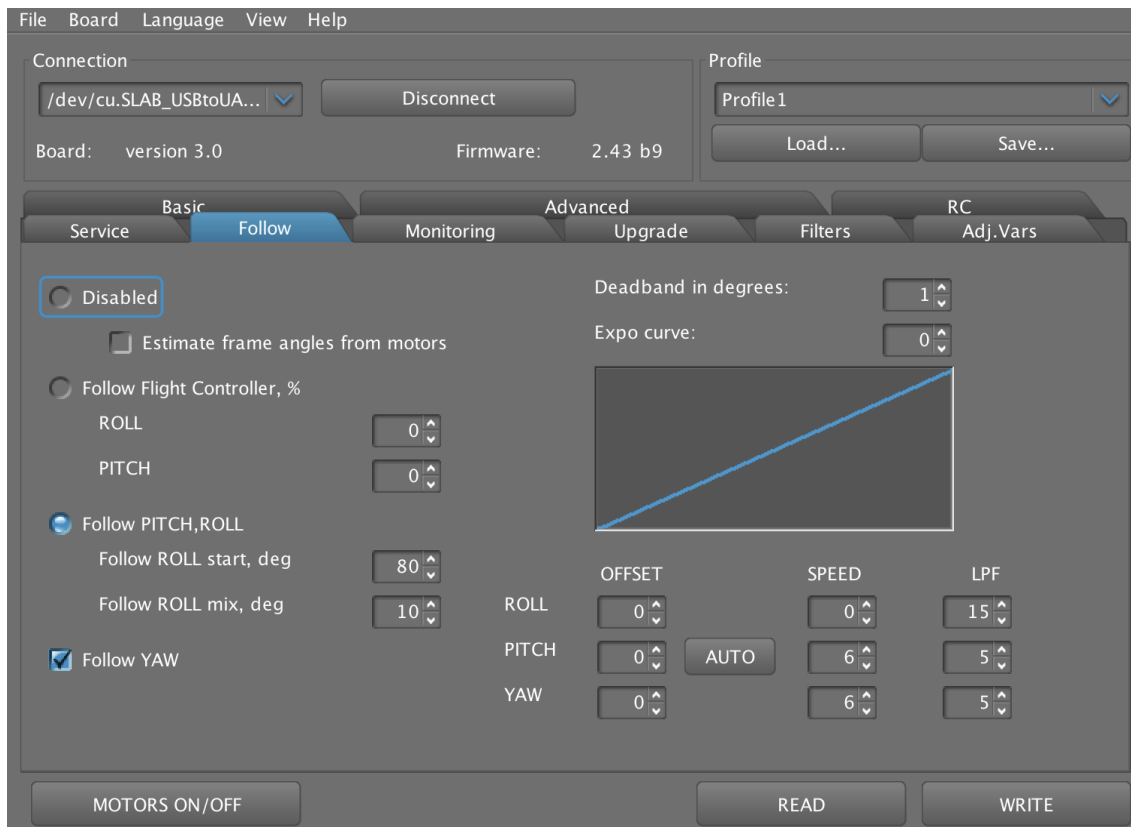 File Board Language View Help
Connection
Profile
/dev/cu.SLAB_USBtoUA... Disconnect
Profile1
Load... Save...
Board: version 3.0 Firmware: 2.43 b9
Basic Advanced RC
Service Follow Monitoring Upgrade Filters Adj.Vars
Disabled
Estimate frame angles from motors
Follow Flight Controller, %
ROLL 0
PITCH 0
Follow PITCH,ROLL
Follow ROLL start, deg 80
Follow ROLL mix, deg 10
Follow YAW
Deadband in degrees: 1
Expo curve: 0
OFFSET SPEED LPF
ROLL 0 0 15
PITCH 0 AUTO 6 5
YAW 0 6 5
MOTORS ON/OFF READ WRITE